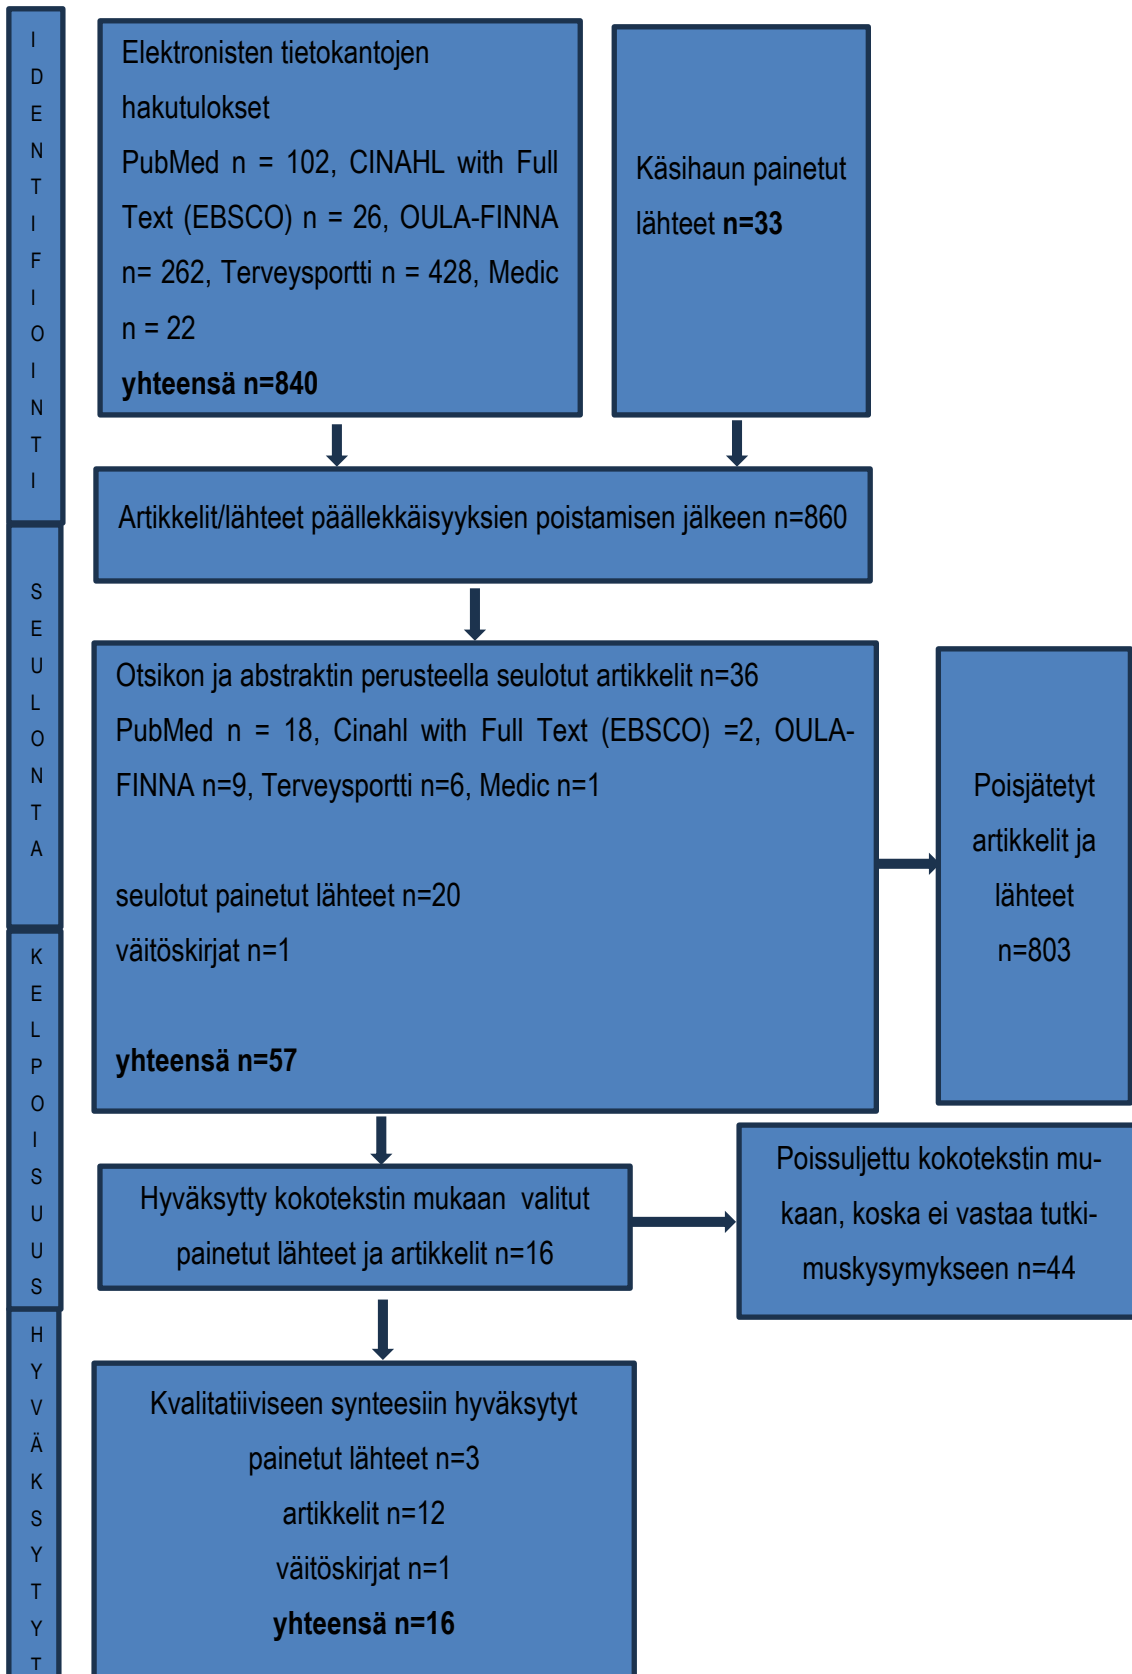 IDENTIFIOINTI
Elektronisten tietokantojen
hakutulokset
PubMed n = 102, CINAHL with Full
Text (EBSCO) n = 26, OULA-FINNA
n= 262, Terveysportti n = 428, Medic
n = 22
yhteensä n=840
Käsihaun painetut
lähteet n=33
Artikkelit/lähteet päällekkäisyyksien poistamisen jälkeen n=860
SEULONTA
Otsikon ja abstraktin perusteella seulotut artikkelit n=36
PubMed n = 18, Cinahl with Full Text (EBSCO) =2, OULA-
FINNA n=9, Terveysportti n=6, Medic n=1
seulotut painetut lähteet n=20
väitöskirjat n=1
yhteensä n=57
Poisjätetyt
artikkelit ja
lähteet
n=803
KELPOISUUS
Hyväksytty kokotekstin mukaan valitut
painetut lähteet ja artikkelit n=16
Poissuljettu kokotekstin mu-
kaan, koska ei vastaa tutki-
muskysymykseen n=44
HYVÄKSYTYT
Kvalitatiiviseen synteesiin hyväksytyt
painetut lähteet n=3
artikkelit n=12
väitöskirjat n=1
yhteensä n=16